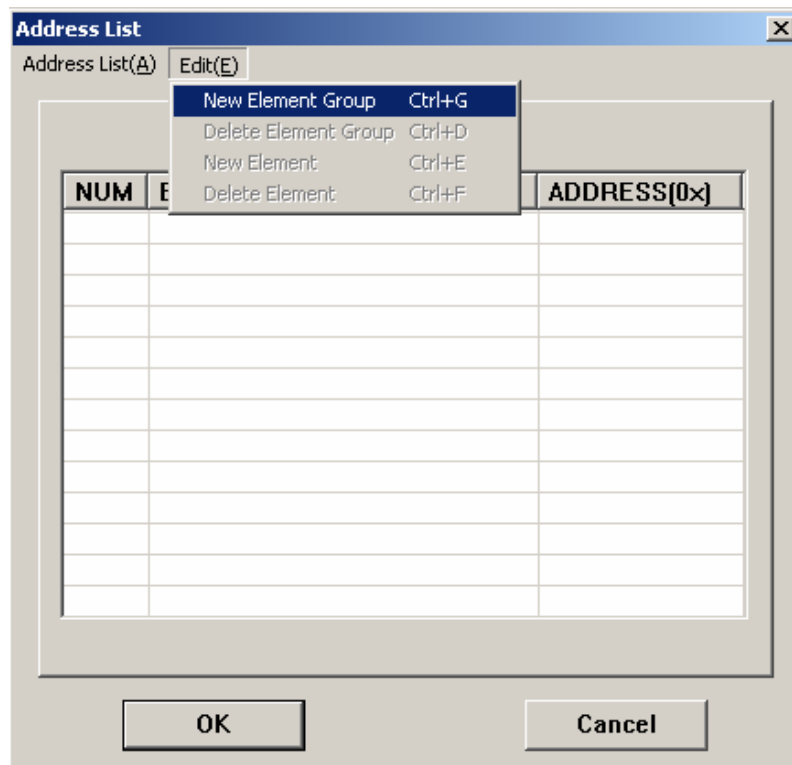 Address List
Address List(A) Edit(E)
New Element Group Ctrl+G
Delete Element Group Ctrl+D
New Element Ctrl+E
Delete Element Ctrl+F
NUM ADDRESS(0x)
OK Cancel